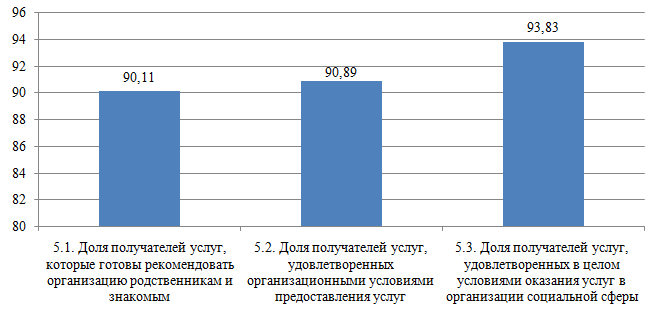 96
94
92
90
88
86
84
82
80
90,11
90,89
93,83
5.1. Доля получателей услуг,
которые готовы рекомендовать
организацию родственникам и
знакомым
5.2. Доля получателей услуг,
удовлетворенных
организационными условиями
предоставления услуг
5.3. Доля получателей услуг,
удовлетворенных в целом
условиями оказания услуг в
организации социальной сферы